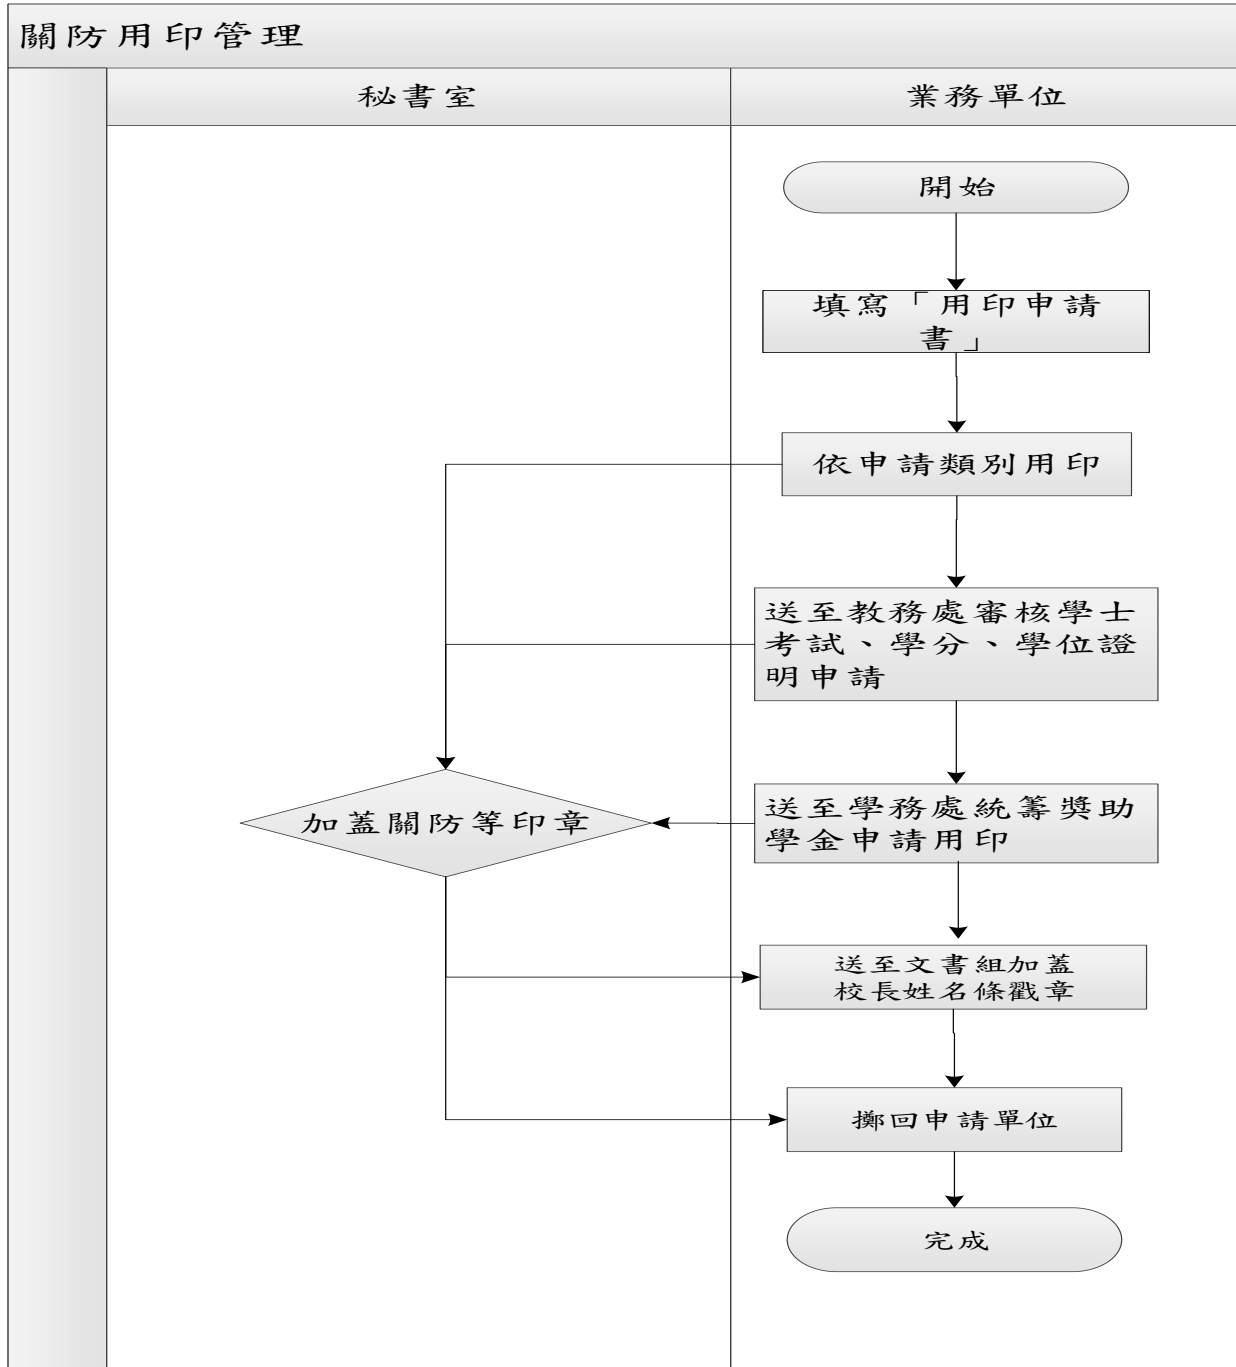 關防用印管理
秘書室
業務單位
開始
填寫「用印申請
書」
依申請類別用印
送至教務處審核學士
考試、學分、學位證
明申請
加蓋關防等印章
送至學務處統籌獎助
學金申請用印
送至文書組加蓋
校長姓名條戳章
擲回申請單位
完成